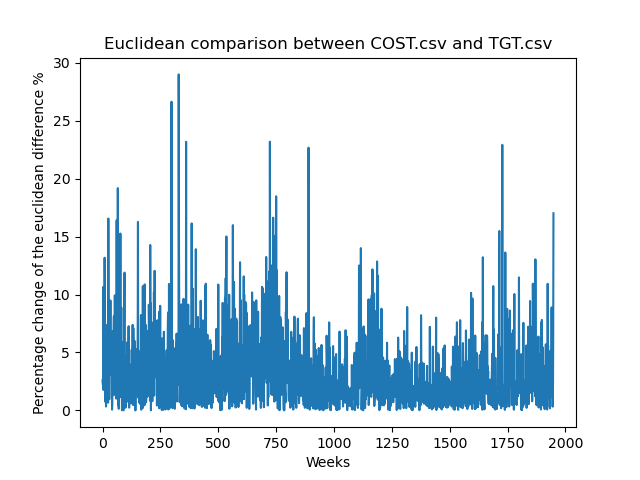 Euclidean comparison between COST.csv and TGT.csv
Percentage change of the euclidean difference %
30
25
20
15
10
5
0
0 250 500 750 1000 1250 1500 1750 2000
Weeks